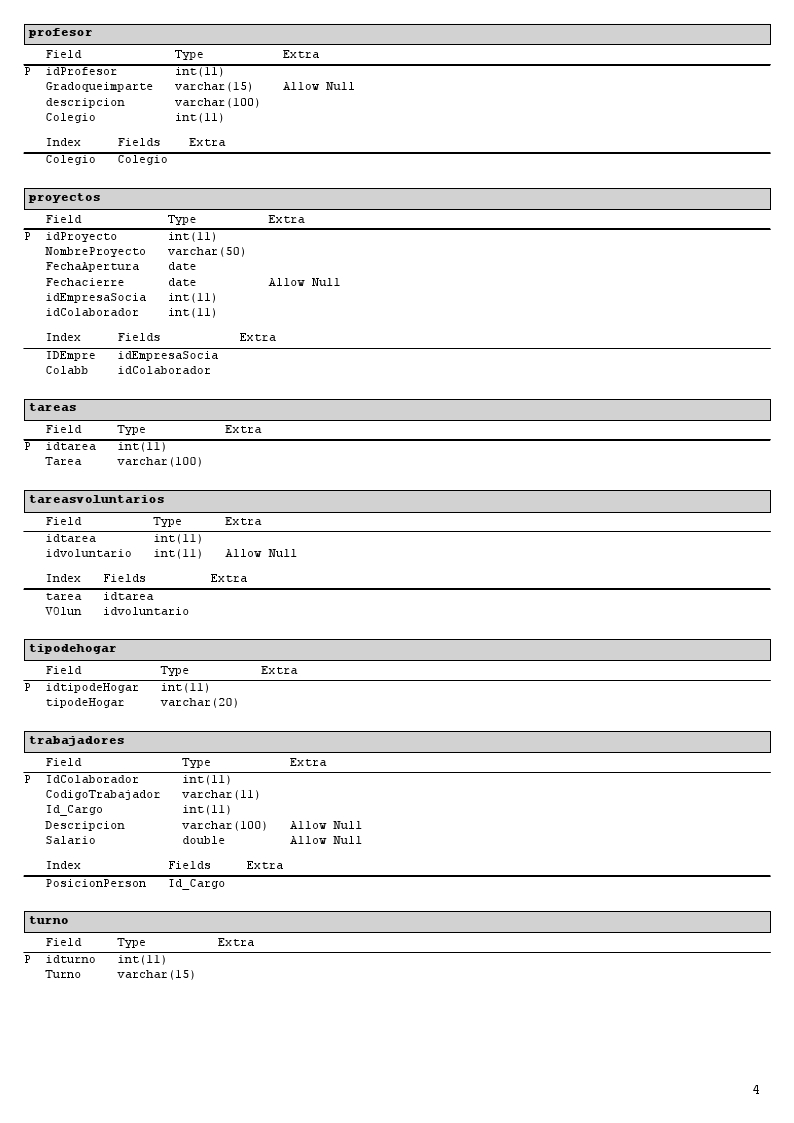 profesor
Field Type Extra
P idProfesor int(11)
Gradoqueimparte varchar(15) Allow Null
descripcion varchar(100)
Colegio int(11)
Index Fields Extra
Colegio Colegio
proyectos
Field Type Extra
P idProyecto int(11)
NombreProyecto varchar(50)
FechaApertura date
Fechacierre date Allow Null
idEmpresaSocia int(11)
idColaborador int(11)
Index Fields Extra
IDEmpre idEmpresaSocia
Colabb idColaborador
tareas
Field Type Extra
P idtarea int(11)
Tarea varchar(100)
tareasvoluntarios
Field Type Extra
idtarea int(11)
idvoluntario int(11) Allow Null
Index Fields Extra
tarea idtarea
VOlun idvoluntario
tipodehogar
Field Type Extra
P idtipodeHogar int(11)
tipodeHogar varchar(20)
trabajadores
Field Type Extra
P IdColaborador int(11)
CodigoTrabajador varchar(11)
Id_Cargo int(11)
Descripcion varchar(100) Allow Null
Salario double Allow Null
Index Fields Extra
PosicionPerson Id_Cargo
turno
Field Type Extra
P idturno int(11)
Turno varchar(15)
4